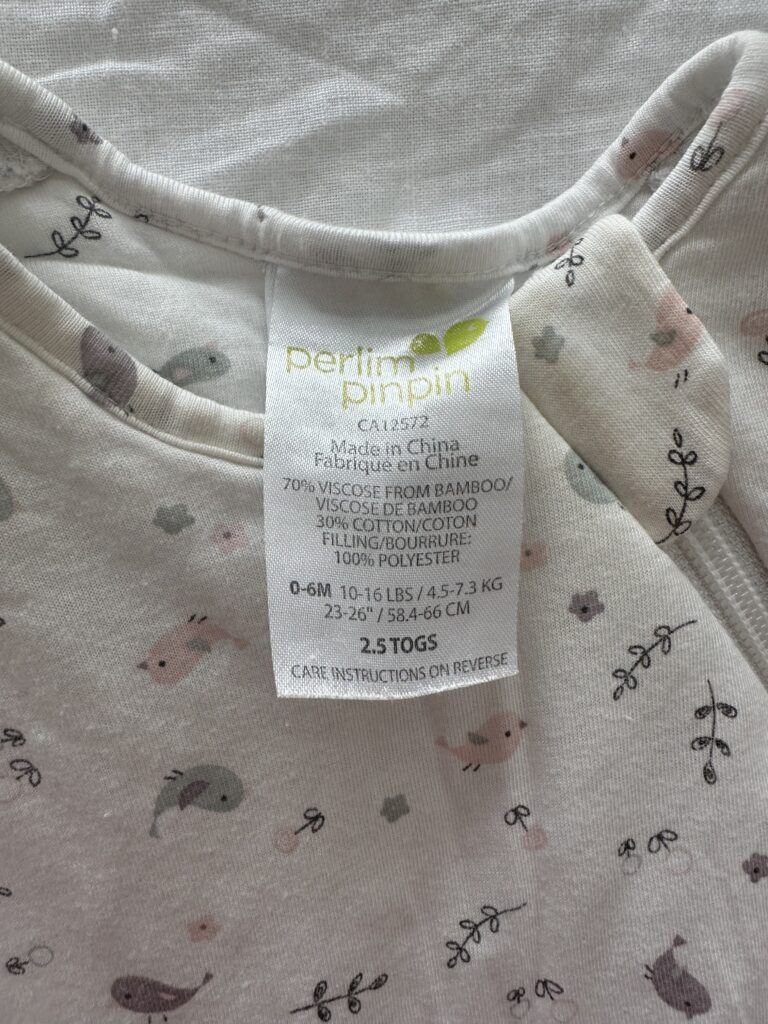 perlim
pinpin
CA12572
Made in China
Fabriqué en Chine
70% VISCOSE FROM BAMBOO/
VISCOSE DE BAMBOO
30% COTTON/COTON
FILLING/BOURRURE:
100% POLYESTER
0-6M 10-16 LBS / 4.5-7.3 KG
23-26" / 58.4-66 CM
2.5 TOGS
CARE INSTRUCTIONS ON REVERSE